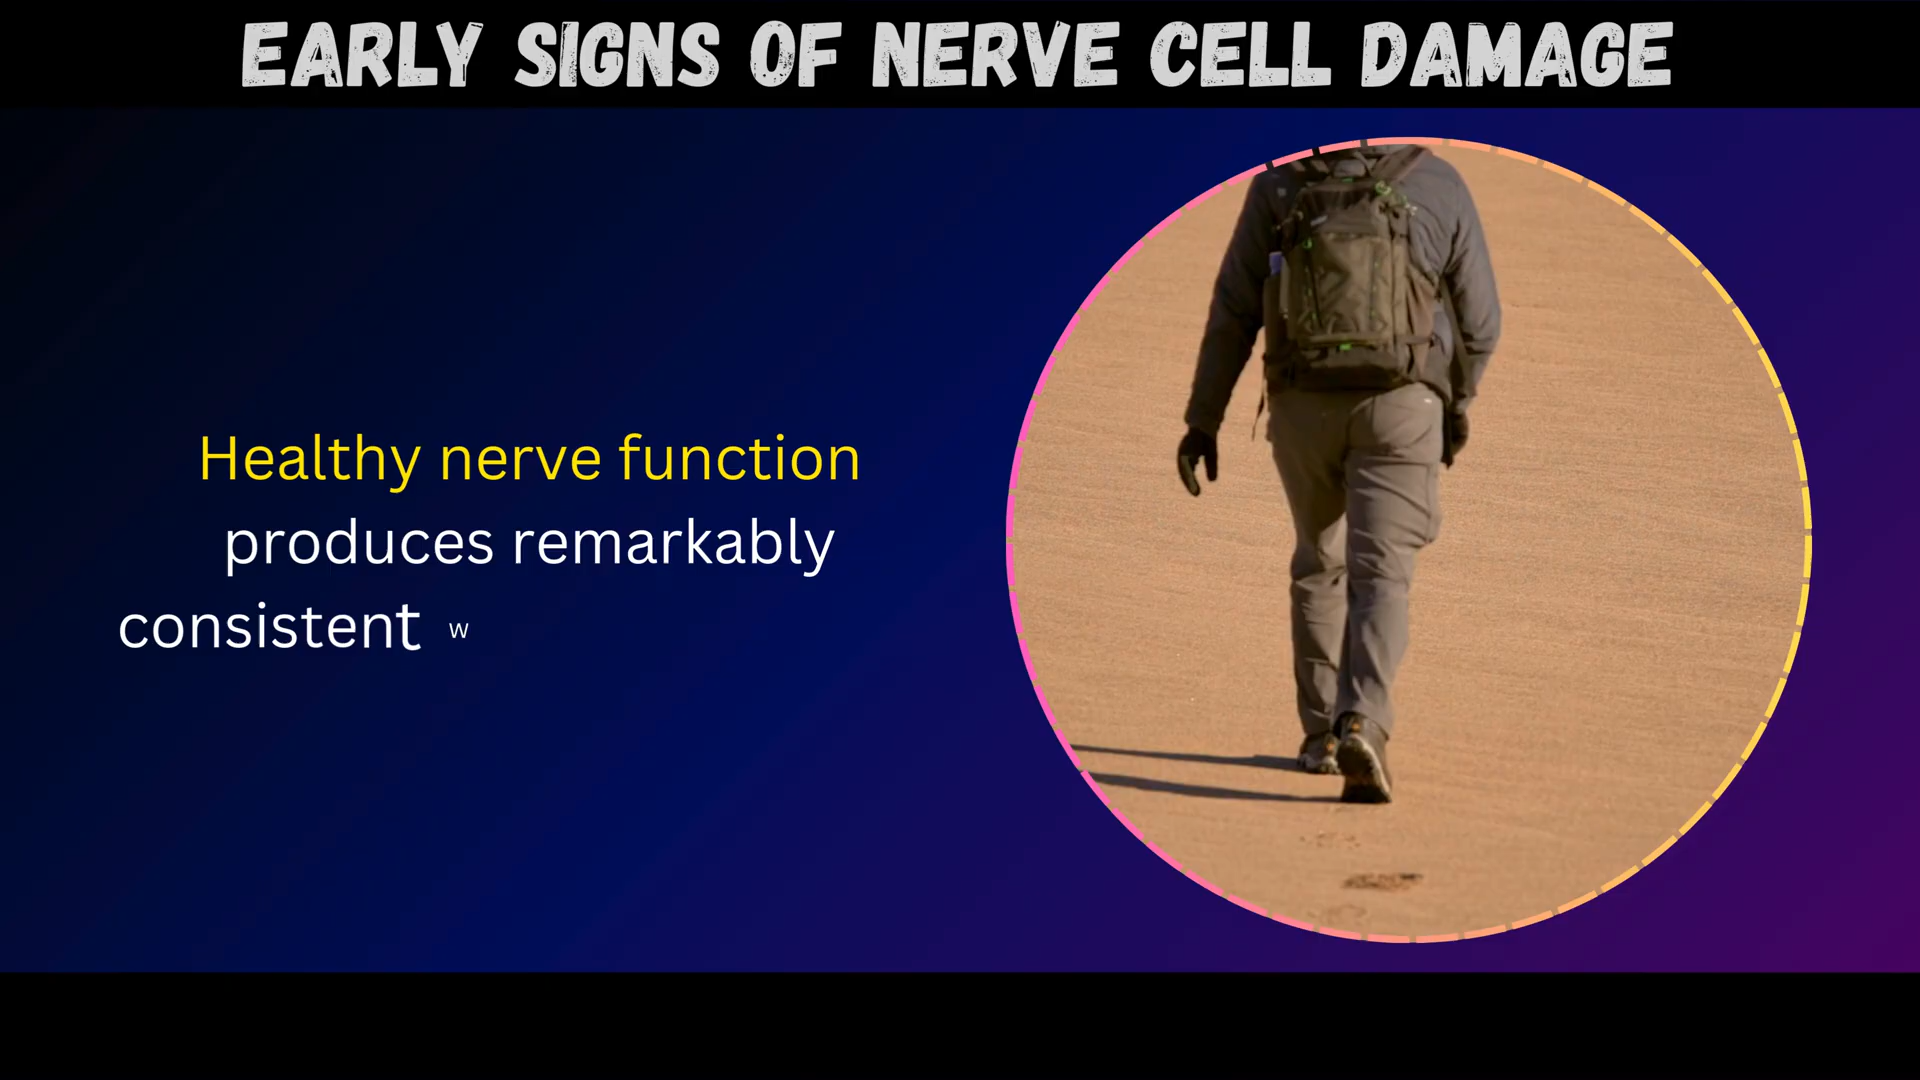 EARLY SIGNS OF NERVE CELL DAMAGE
Healthy nerve function
produces remarkably
consistent w